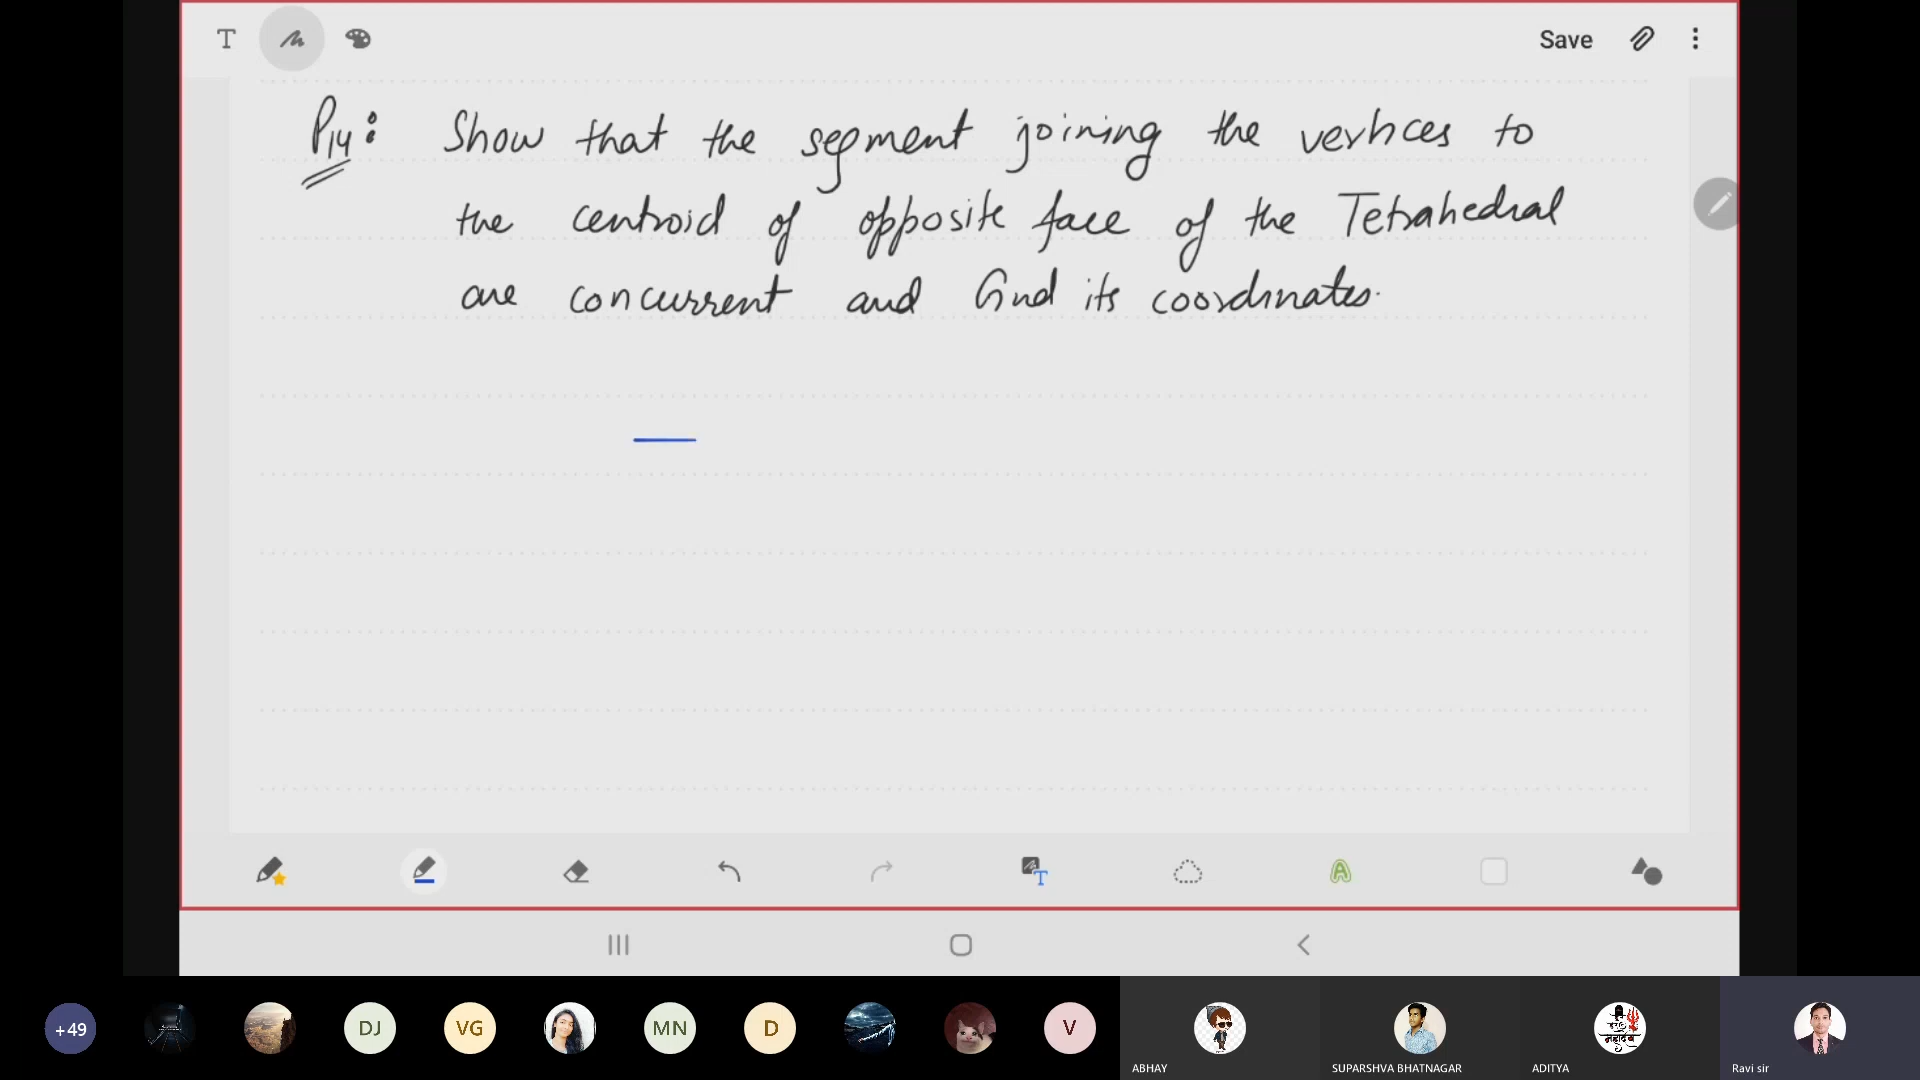 T
Save
P14: Show that the segment joining the vertices to
the centroid of opposite face of the Tetrahedral
are concurrent and find its coordinates.
T
A
+49
DJ
VG
MN
D
V
ABHAY
SUPARSHVA BHATNAGAR
ADITYA
Ravi sir